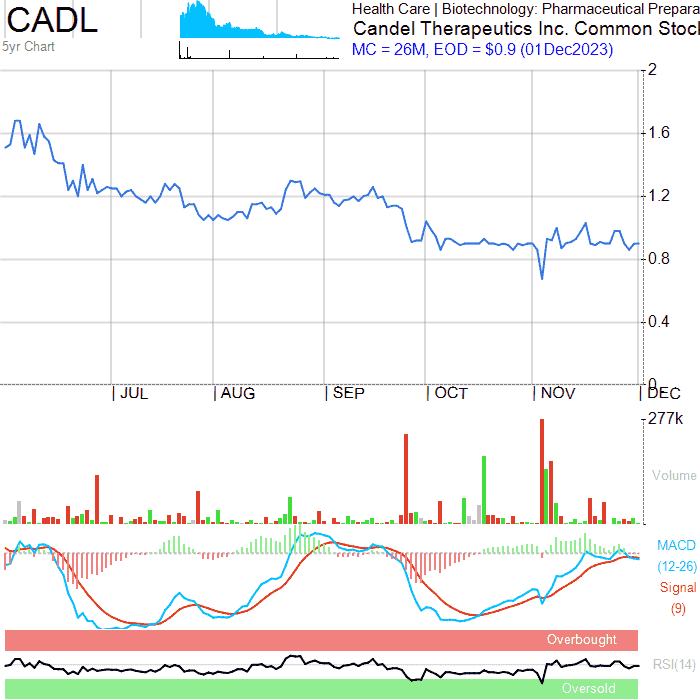 CADL
5yr Chart
Health Care | Biotechnology: Pharmaceutical Prepara
Candel Therapeutics Inc. Common Stoc
MC = 26M, EOD = $0.9 (01Dec2023)
2
1.6
1.2
0.8
0.4
0
JUL AUG SEP OCT NOV DEC
277k
Volume
MACD
(12-26)
Signal
(9)
Overbought
RSI(14)
Oversold